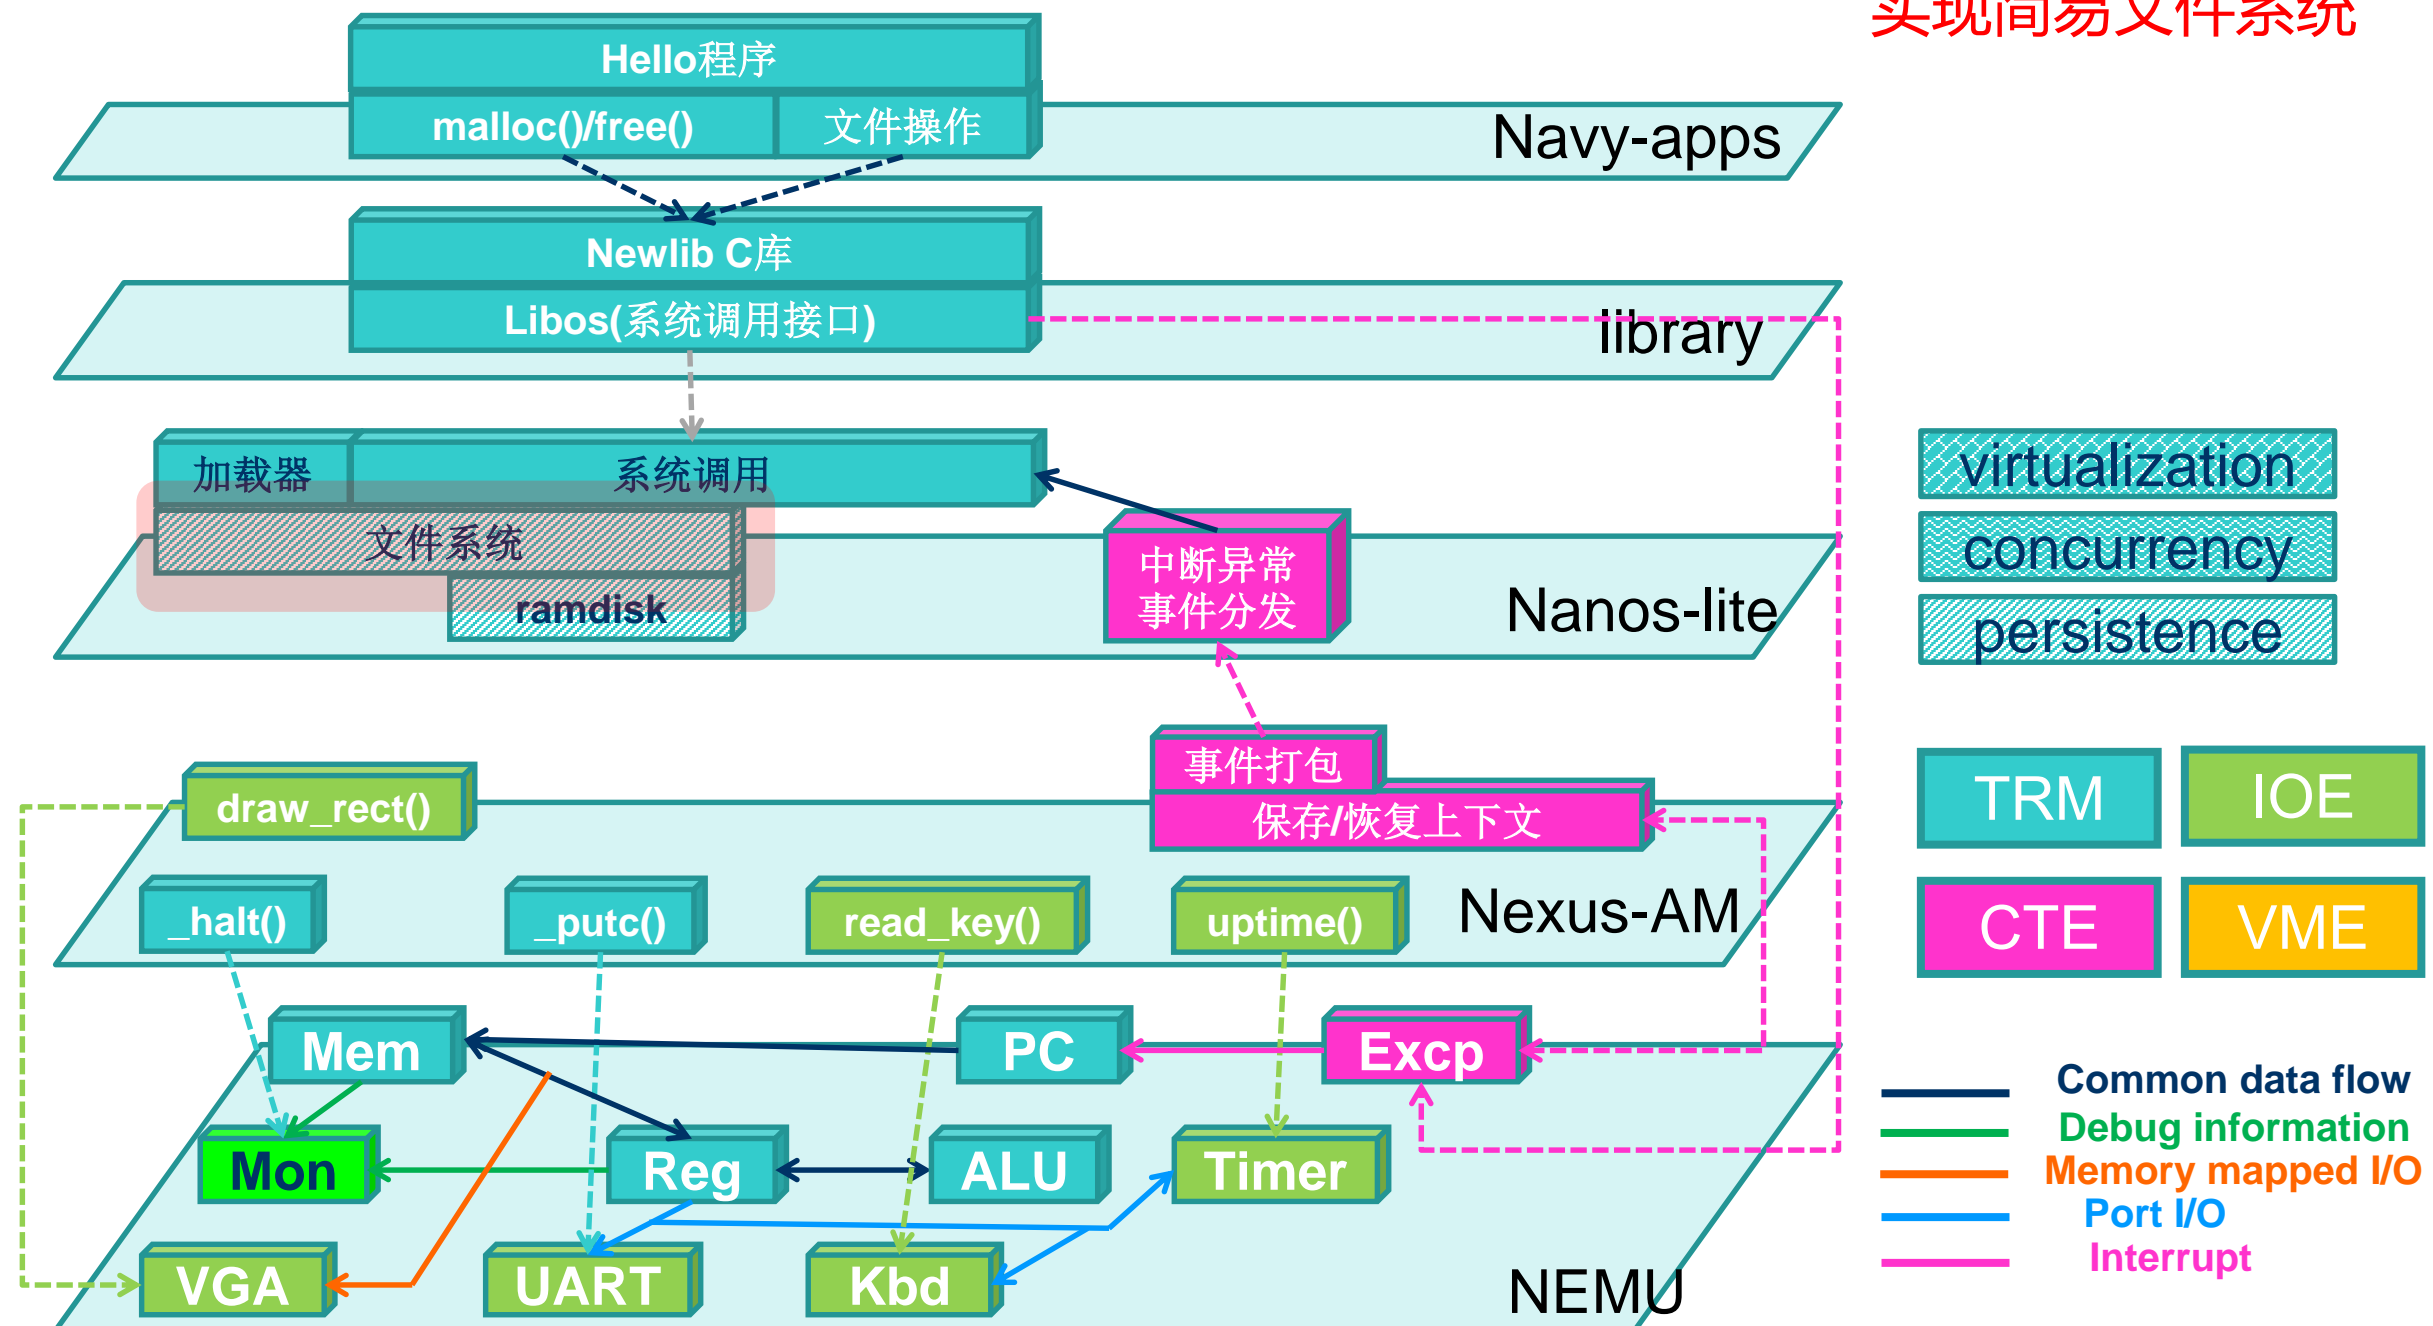 实现简易文件系统
Hello程序
malloc()/free()
文件操作
Navy-apps
Newlib C库
Libos(系统调用接口)
library
加载器
系统调用
文件系统
ramdisk
中断异常
事件分发
Nanos-lite
virtualization
concurrency
persistence
事件打包
保存/恢复上下文
draw_rect()
_halt()
_putc()
read_key()
uptime()
Nexus-AM
TRM
IOE
CTE
VME
Mem
PC
Excp
Mon
Reg
ALU
Timer
VGA
UART
Kbd
NEMU
Common data flow
Debug information
Memory mapped I/O
Port I/O
Interrupt